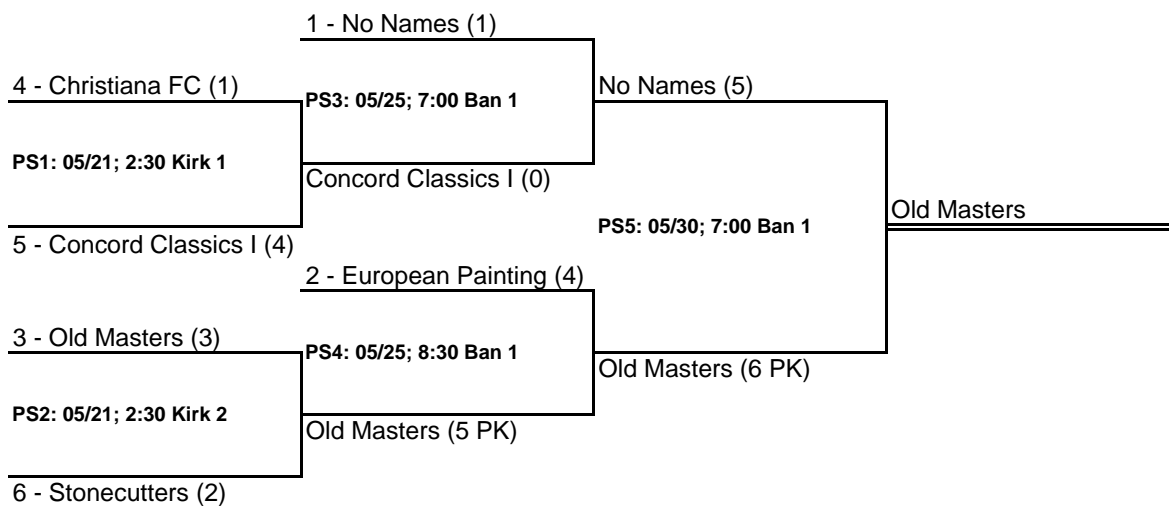 1 - No Names (1)
4 - Christiana FC (1)
No Names (5)
PS3: 05/25; 7:00 Ban 1
PS1: 05/21; 2:30 Kirk 1
Concord Classics I (0)
Old Masters
PS5: 05/30; 7:00 Ban 1
5 - Concord Classics I (4)
2 - European Painting (4)
3 - Old Masters (3)
PS4: 05/25; 8:30 Ban 1
Old Masters (6 PK)
PS2: 05/21; 2:30 Kirk 2
Old Masters (5 PK)
6 - Stonecutters (2)